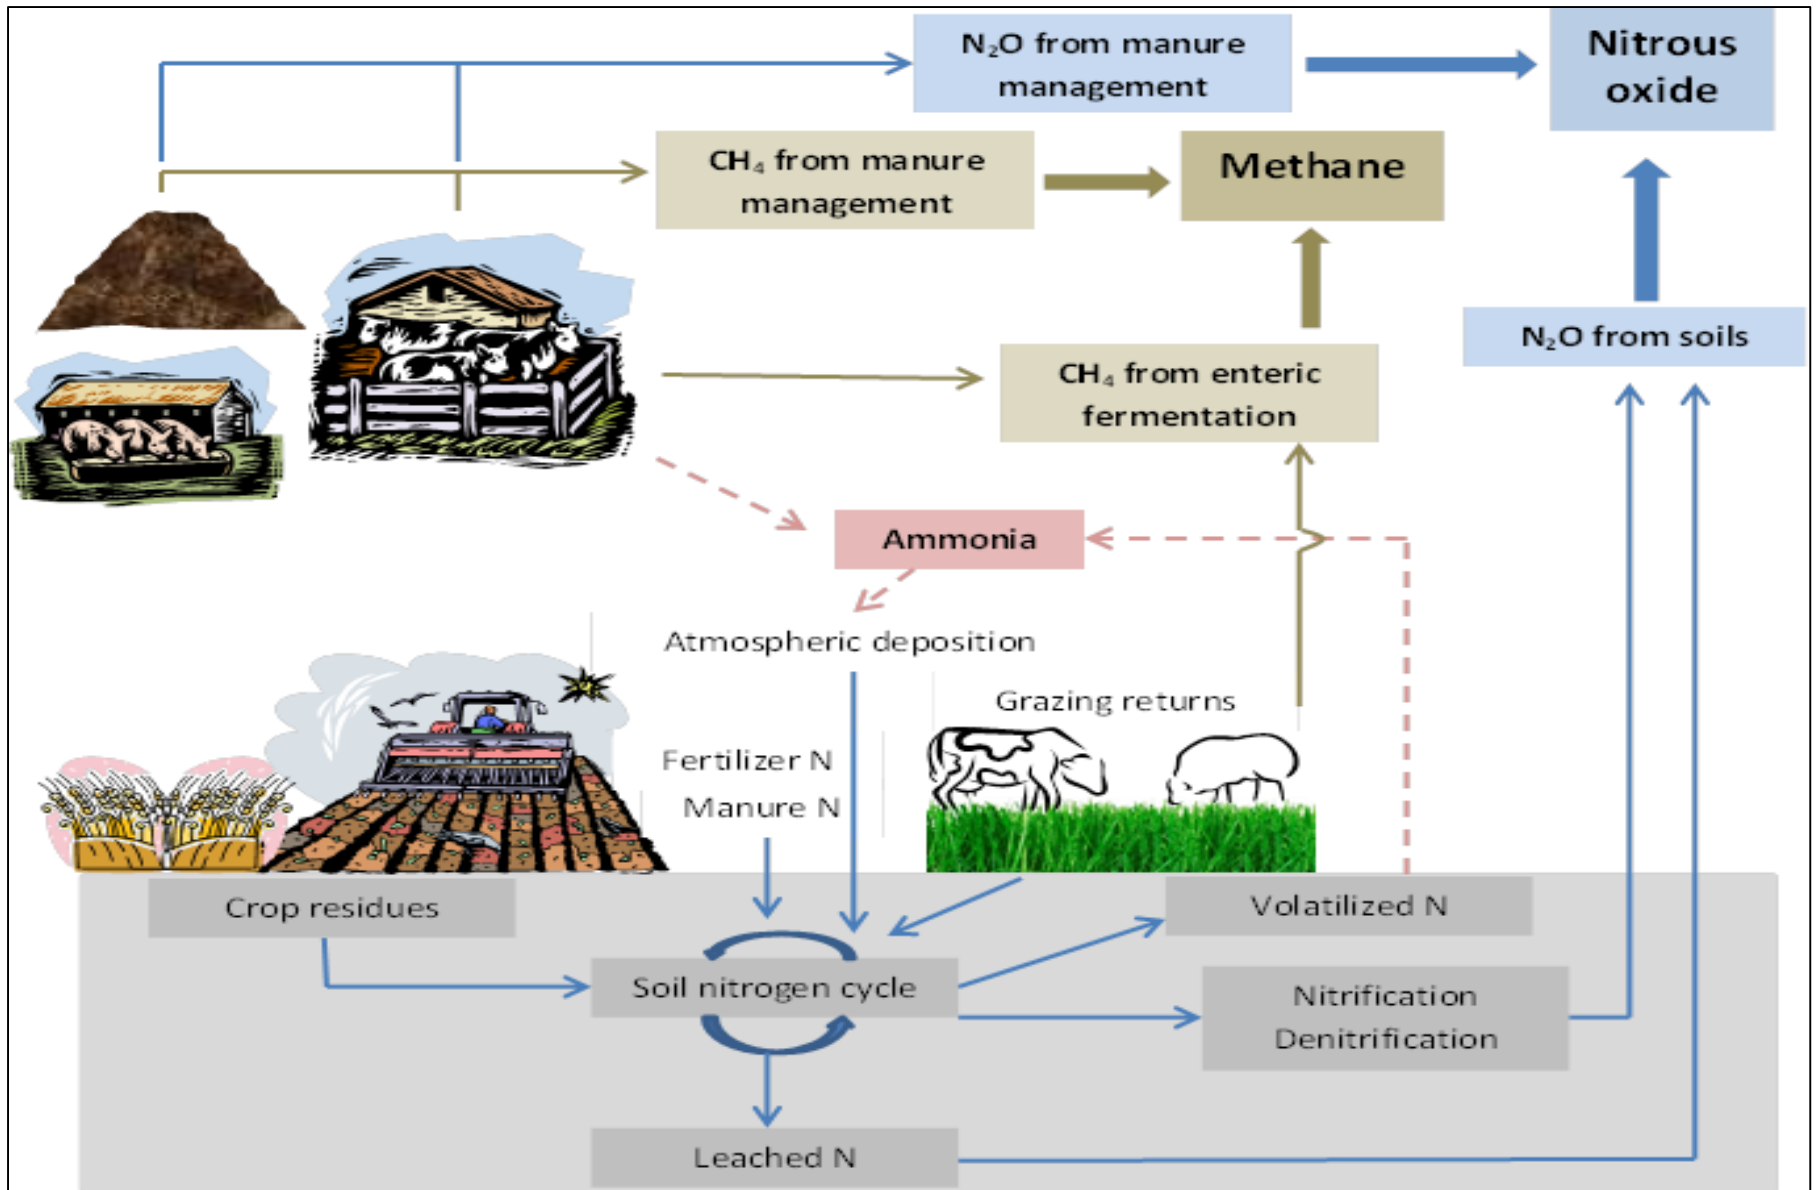 N₂O from manure
management
Nitrous
oxide
CH₄ from manure
management
Methane
N₂O from soils
CH₄ from enteric
fermentation
Ammonia
Atmospheric deposition
Grazing returns
Fertilizer N
Manure N
Crop residues
Volatilized N
Soil nitrogen cycle
Nitrification
Denitrification
Leached N